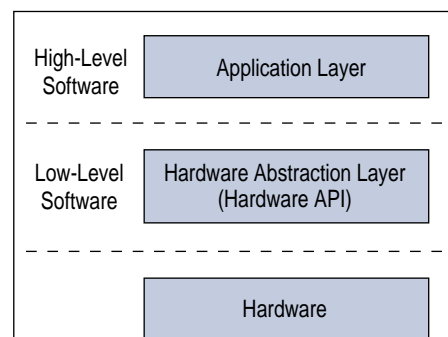 High-Level
Software
Application Layer
Low-Level
Software
Hardware Abstraction Layer
(Hardware API)
Hardware